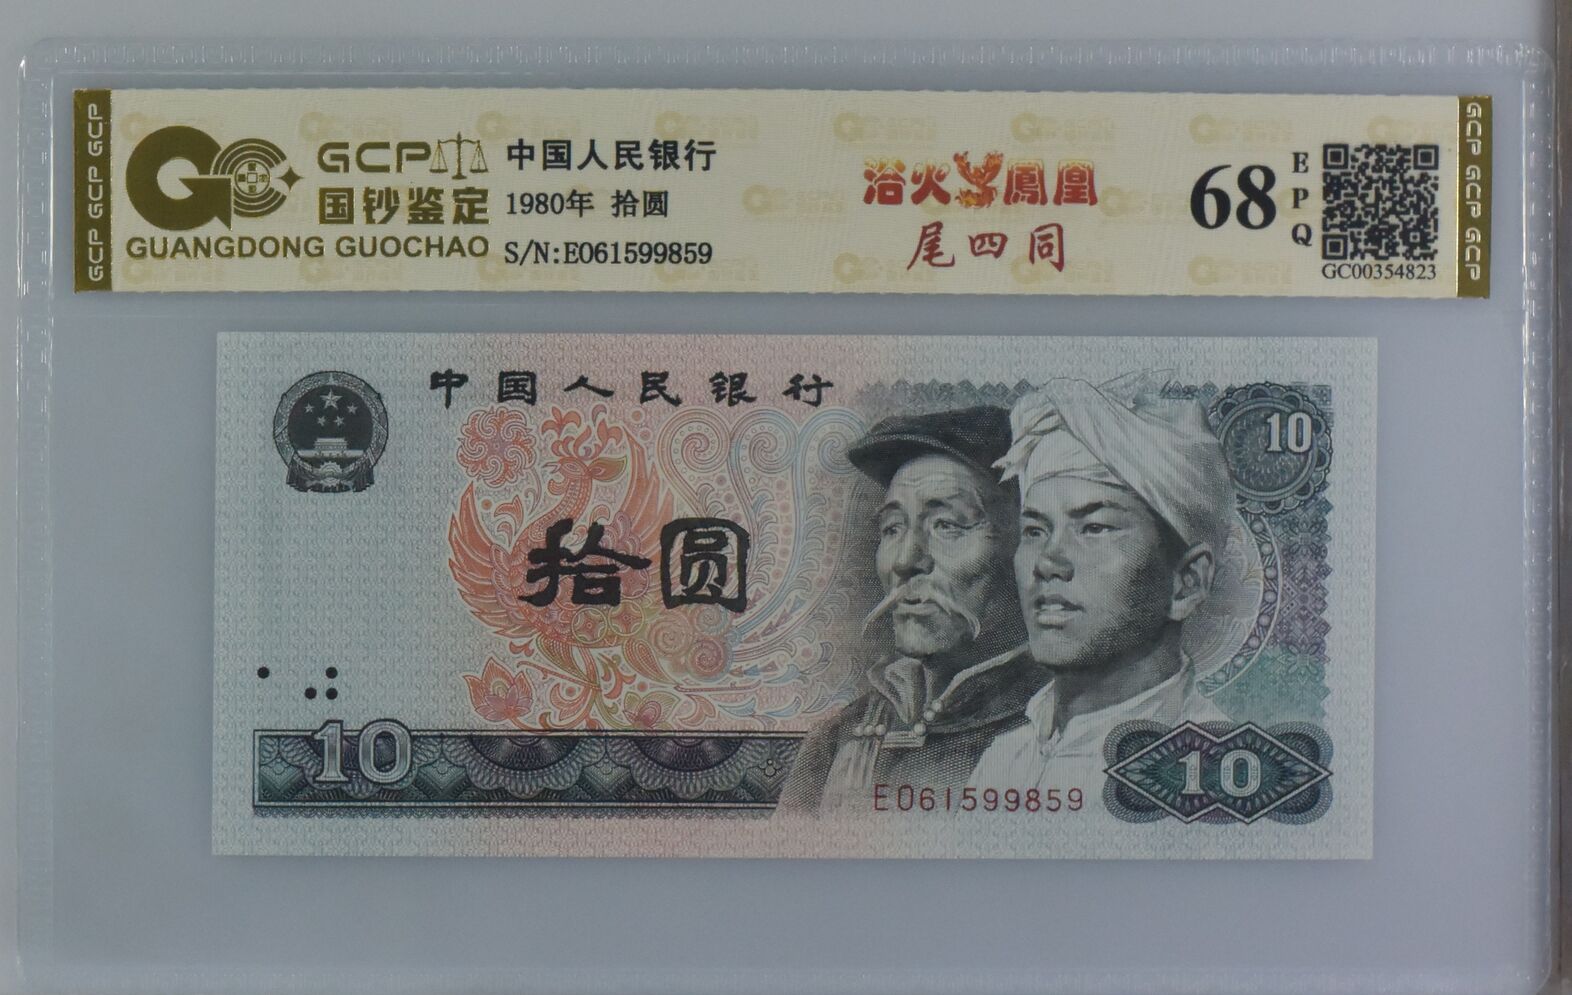 GCP GCP GCP
GCP
国钞鉴定
GUANGDONG GUOCHAO
中国人民银行
1980年 拾圆
S/N:E061599859
浴火鳳凰
尾四同
68
EPQ
GC00354823
GCP GCP GCP
中国人民银行
10
拾圆
10
E061599859
10